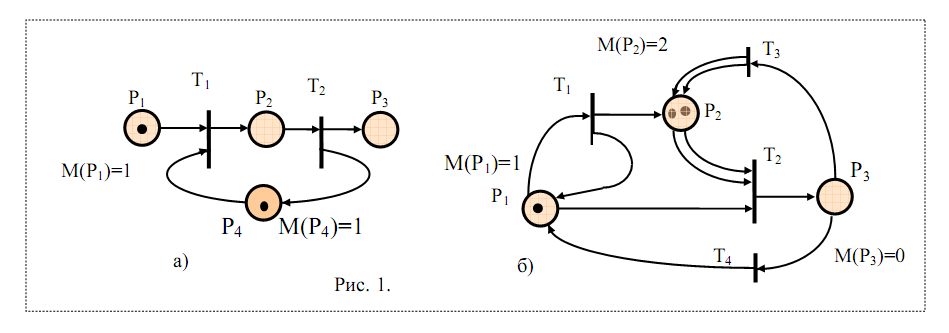 P1
T1
P2
T2
P3
M(P1)=1
P4
M(P4)=1
а)
M(P2)=2
T3
T1
P2
M(P1)=1
T2
P1
P3
T4
M(P3)=0
б)
Рис. 1.